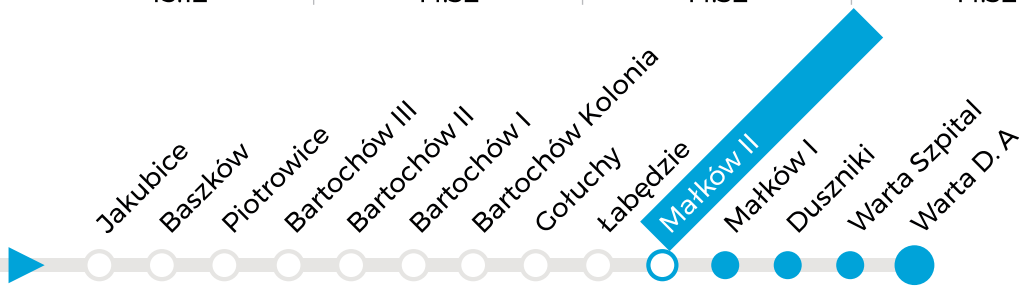 Jakubice
Baszków
Piotrowice
Bartochów III
Bartochów II
Bartochów I
Bartochów Kolonia
Gołuchy
Łabędzie
Małków II
Małków I
Duszniki
Warta Szpital
Warta D. A